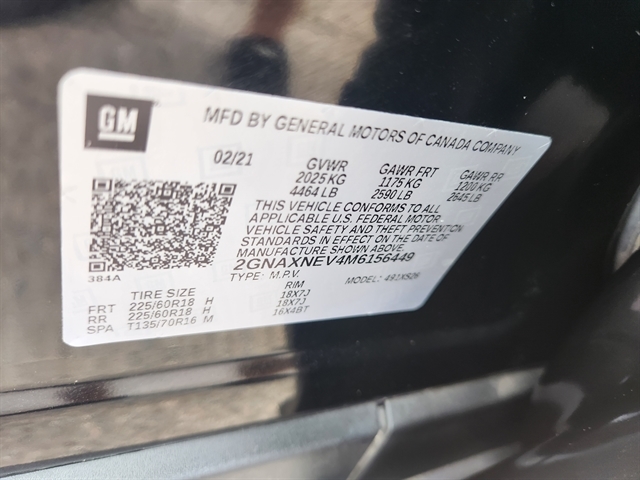 GM
MFD BY GENERAL MOTORS OF CANADA COMPANY
02/21 GVWR GAWR FRT GAWR RR
2025 KG 1175 KG 1200 KG
4464 LB 2590 LB 2645 LB
THIS VEHICLE CONFORMS TO ALL
APPLICABLE U.S. FEDERAL MOTOR
VEHICLE SAFETY AND THEFT PREVENTION
STANDARDS IN EFFECT ON THE DATE OF
MANUFACTURE SHOWN ABOVE.
2GNAXNEV4M6156449
384A TYPE: M.P.V. MODEL: 491XS26
TIRE SIZE RIM
FRT 225/60R18 H 18X7J
RR 225/60R18 H 18X7J
SPA T135/70R16 M 16X4BT